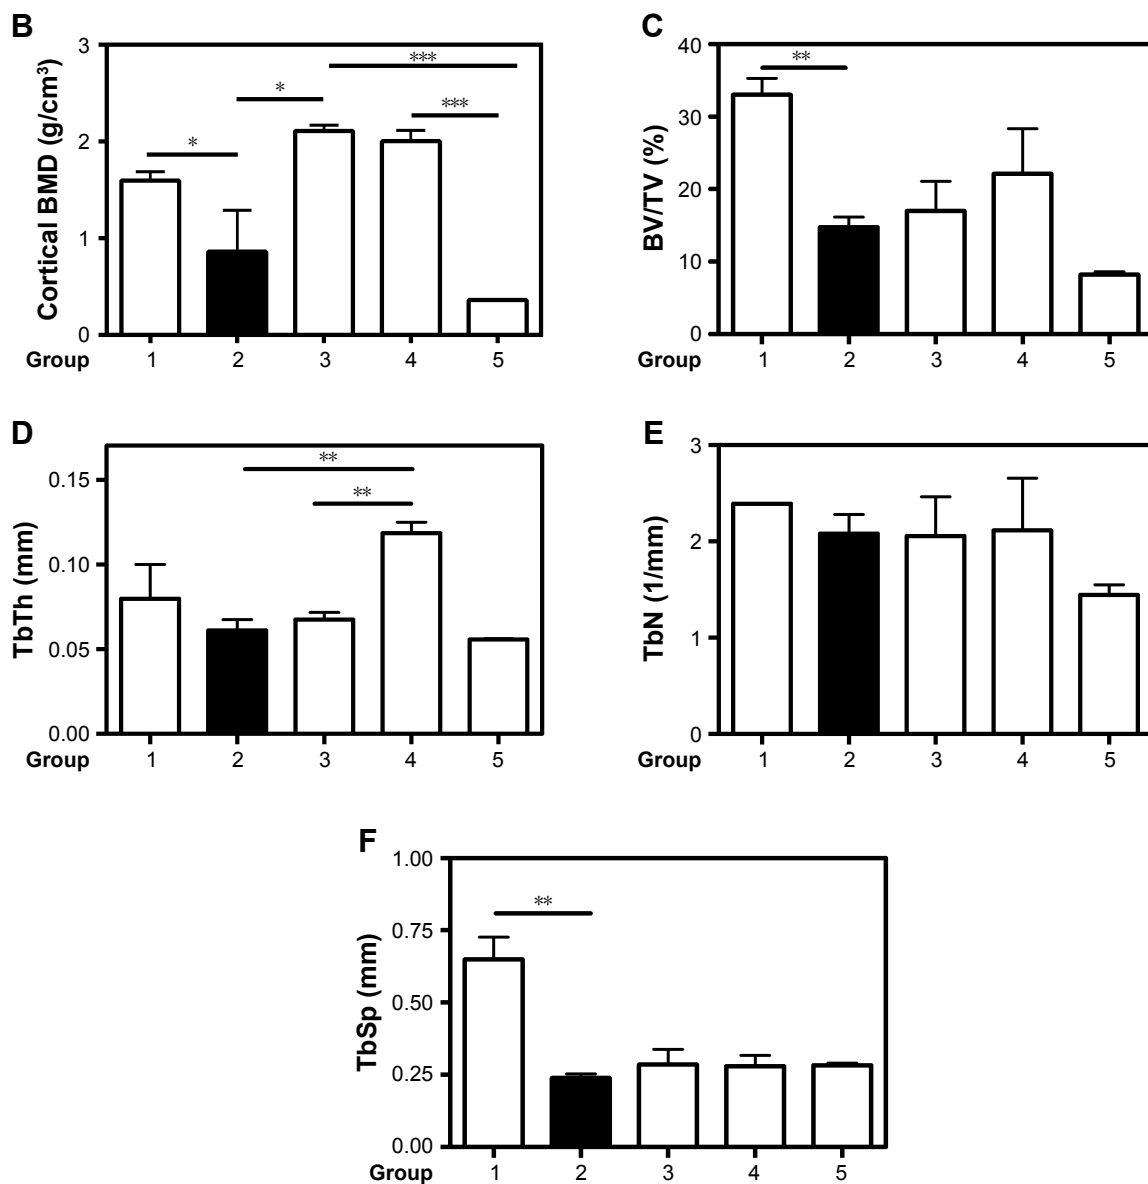 B
Cortical BMD (g/cm³)
3
2
1
0
*
*
***
***
Group 1 2 3 4 5
C
BV/TV (%)
40
30
20
10
0
**
Group 1 2 3 4 5
D
TbTh (mm)
0.15
0.10
0.05
0.00
**
**
Group 1 2 3 4 5
E
TbN (1/mm)
3
2
1
0
Group 1 2 3 4 5
F
TbSp (mm)
1.00
0.75
0.50
0.25
0.00
**
Group 1 2 3 4 5